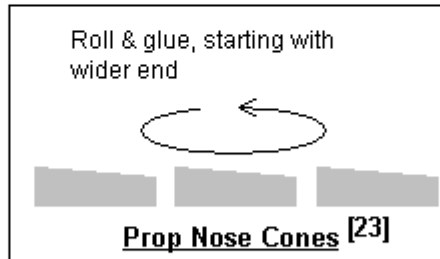 Roll & glue, starting with
wider end
Prop Nose Cones [23]